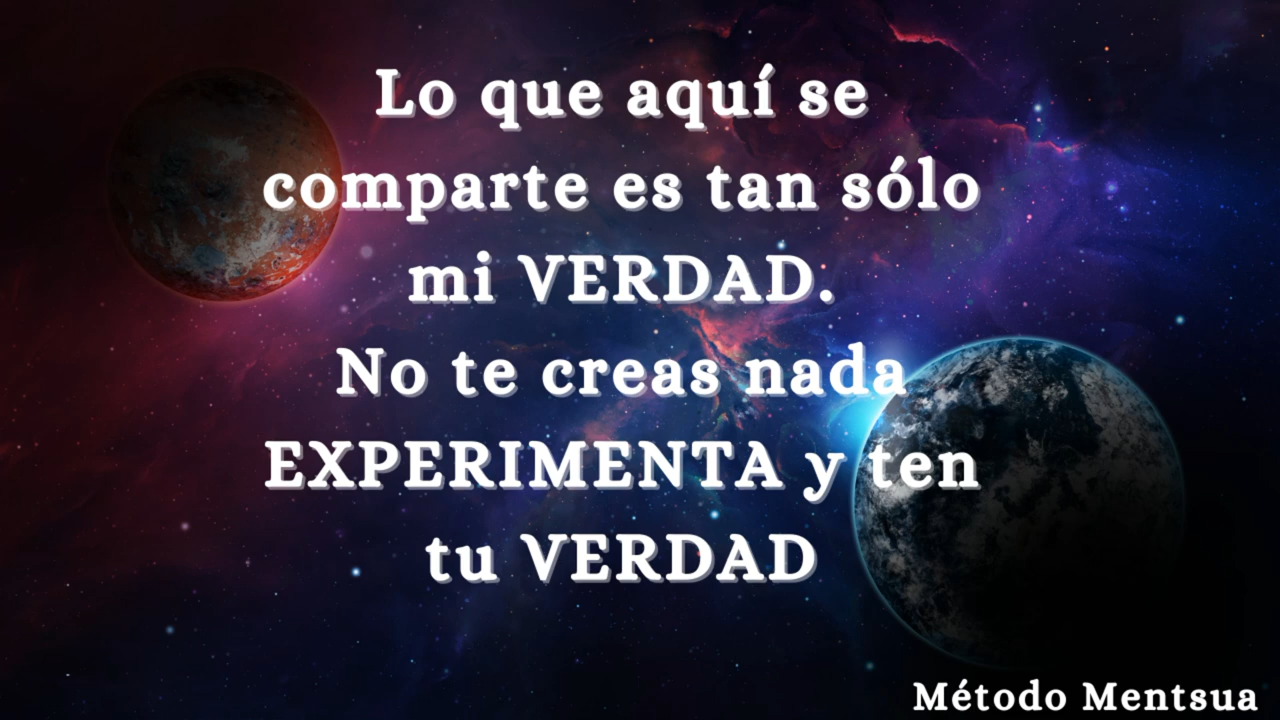 Lo que aquí se
comparte es tan sólo
mi VERDAD.
No te creas nada
EXPERIMENTA y ten
tu VERDAD
Método Mentsua